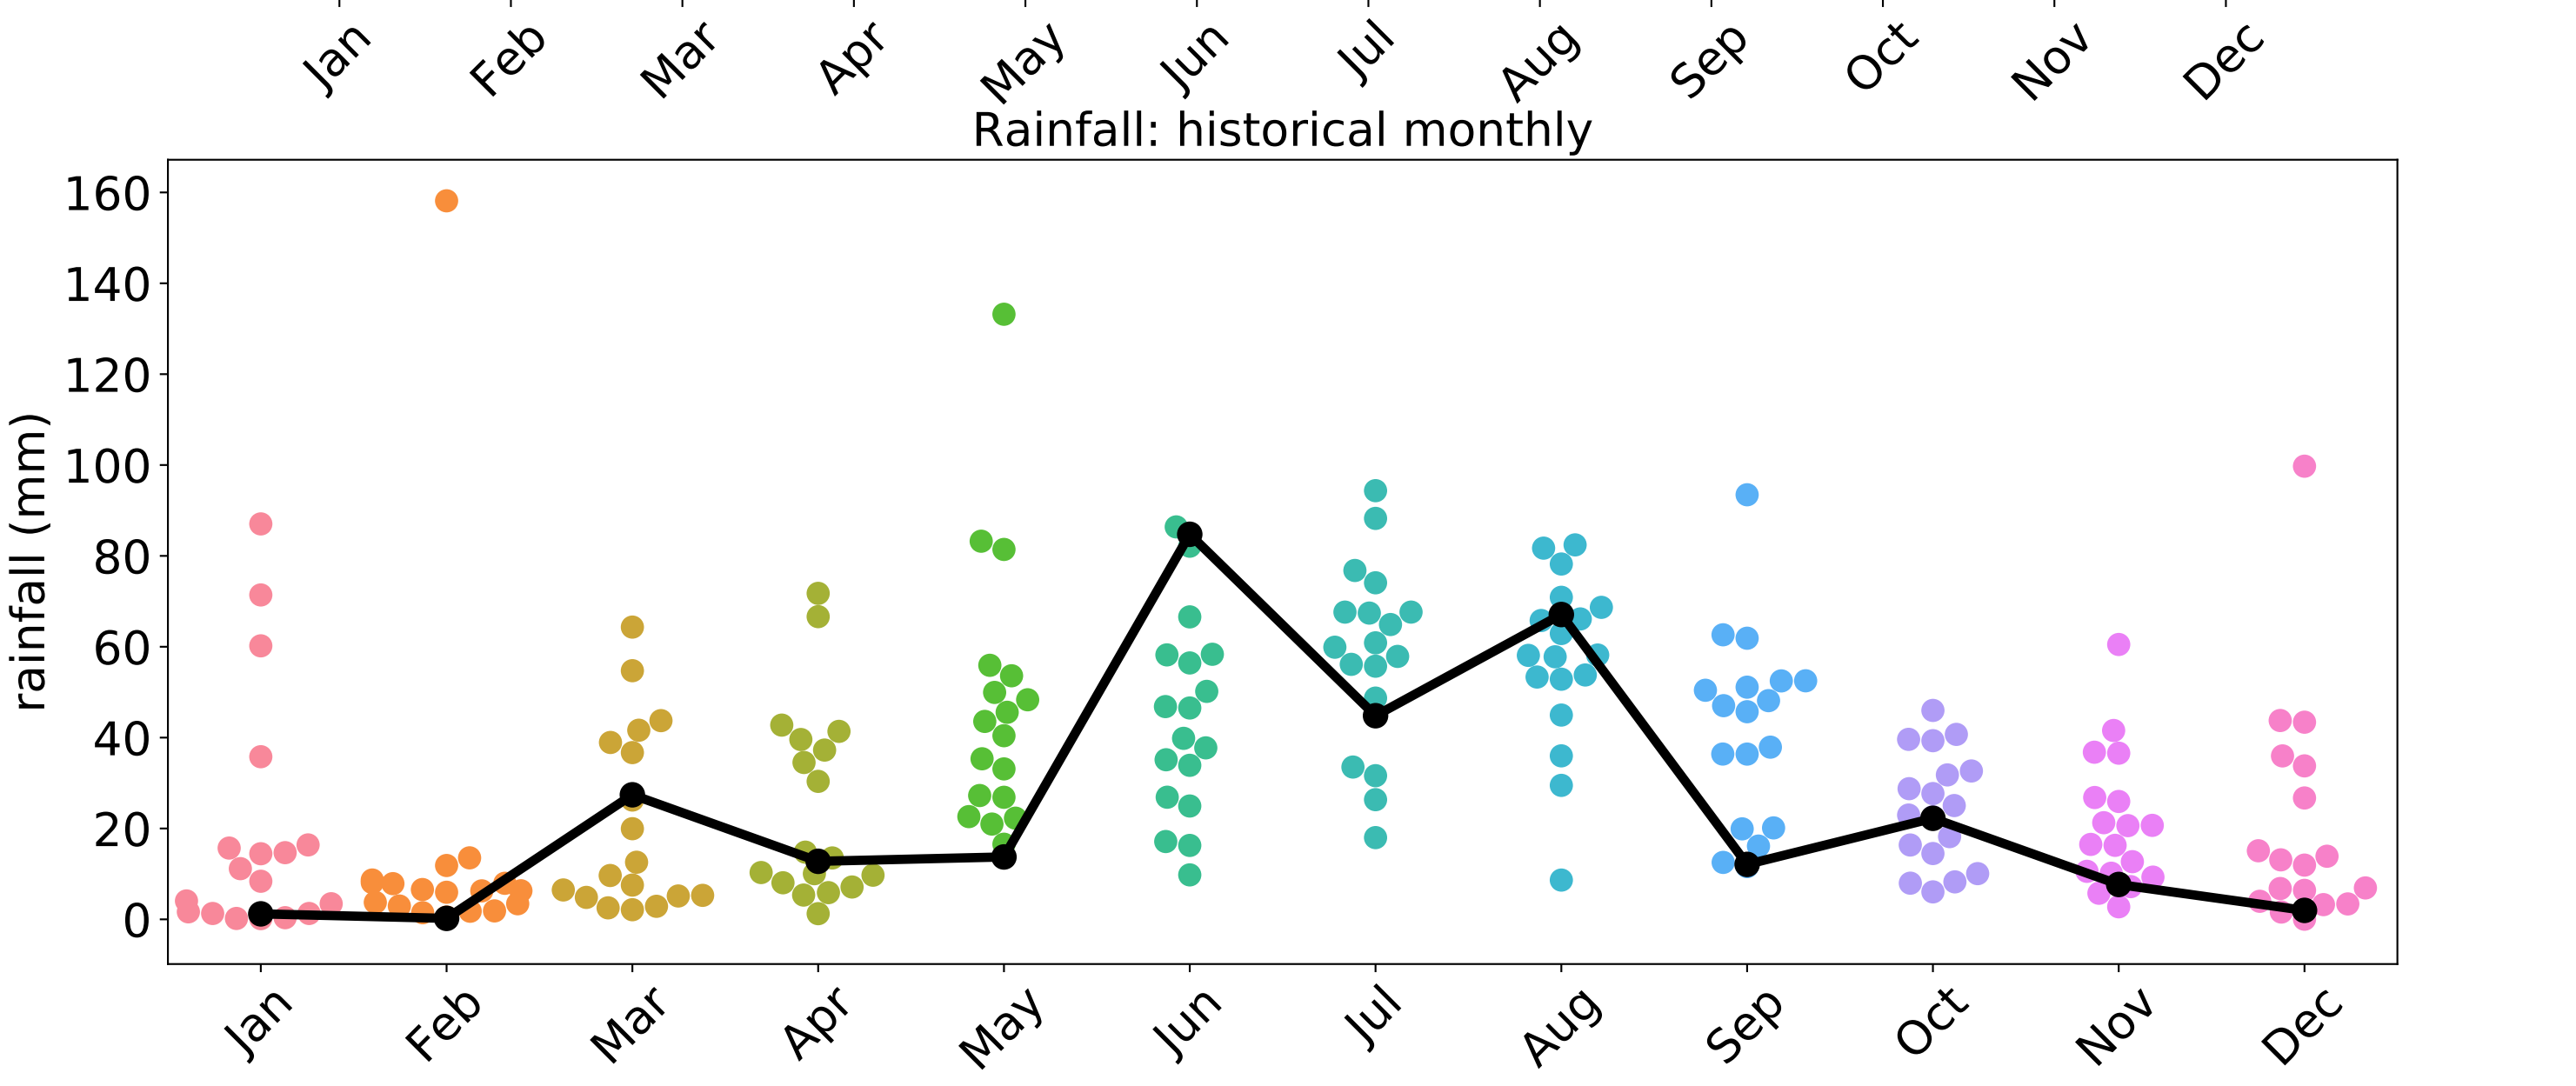 Jan Feb Mar Apr May Jun Jul Aug Sep Oct Nov Dec
Rainfall: historical monthly
rainfall (mm)
160
140
120
100
80
60
40
20
0
Jan Feb Mar Apr May Jun Jul Aug Sep Oct Nov Dec